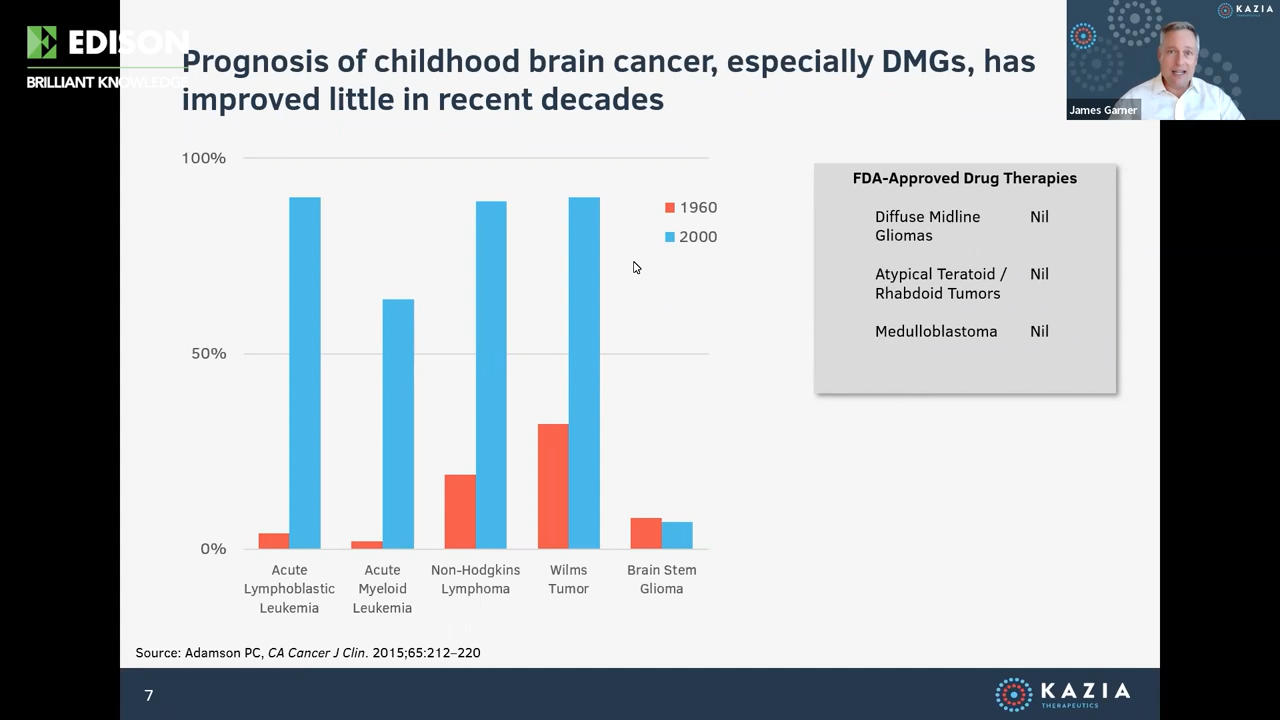 EDISON
BRILLIANT KNOWLEDGE
Prognosis of childhood brain cancer, especially DMGs, has
improved little in recent decades
KAZIA
THERAPEUTICS
James Garner
100%
50%
0%
1960
2000
Acute
Lymphoblastic
Leukemia
Acute
Myeloid
Leukemia
Non-Hodgkins
Lymphoma
Wilms
Tumor
Brain Stem
Glioma
FDA-Approved Drug Therapies
Diffuse Midline Nil
Gliomas
Atypical Teratoid / Nil
Rhabdoid Tumors
Medulloblastoma Nil
Source: Adamson PC, CA Cancer J Clin. 2015;65:212–220
7
KAZIA
THERAPEUTICS